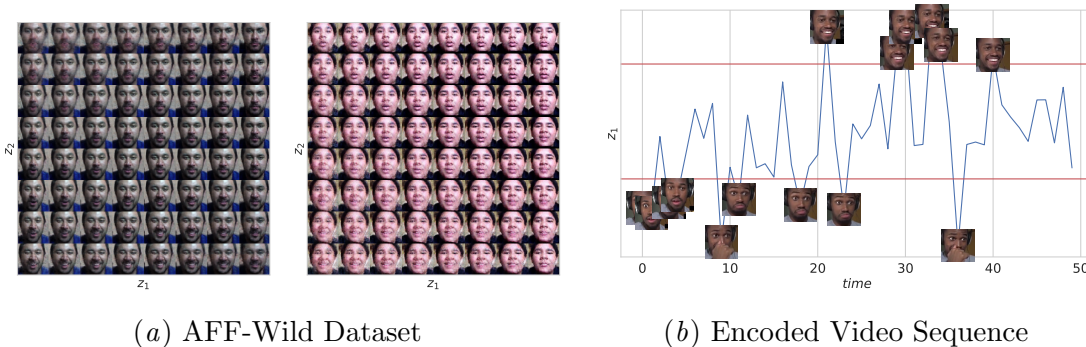 z₂
z₁
z₂
z₁
z₁
0 10 20 30 40 50
time
(a) AFF-Wild Dataset
(b) Encoded Video Sequence